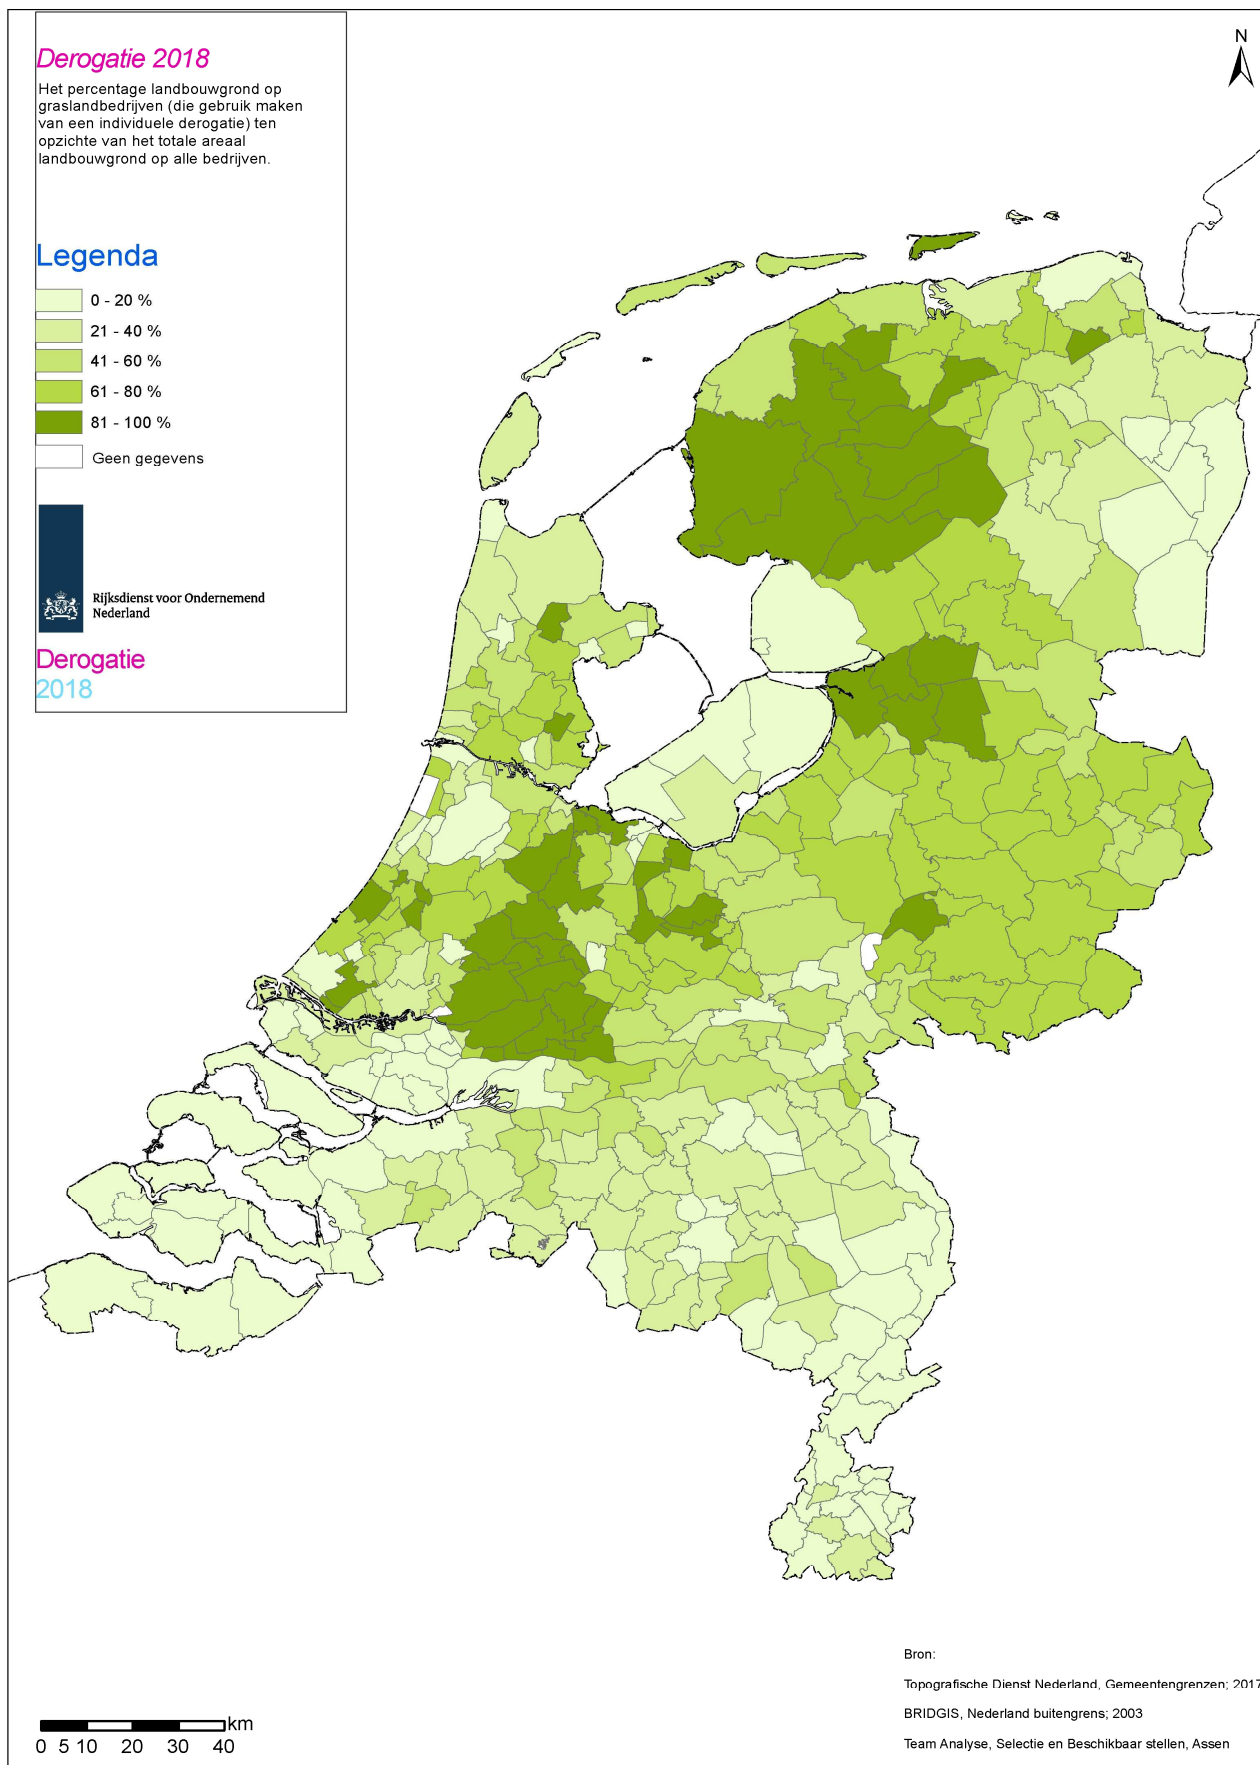 Derogatie 2018
Het percentage landbouwgrond op
graslandbedrijven (die gebruik maken
van een individuele derogatie) ten
opzichte van het totale areaal
landbouwgrond op alle bedrijven.
Legenda
0 - 20 %
21 - 40 %
41 - 60 %
61 - 80 %
81 - 100 %
Geen gegevens
Rijksdienst voor Ondernemend
Nederland
Derogatie
2018
N
Bron:
Topografische Dienst Nederland, Gemeentengrenzen; 2017
BRIDGIS, Nederland buitengrens; 2003
Team Analyse, Selectie en Beschikbaar stellen, Assen
km
0 5 10 20 30 40